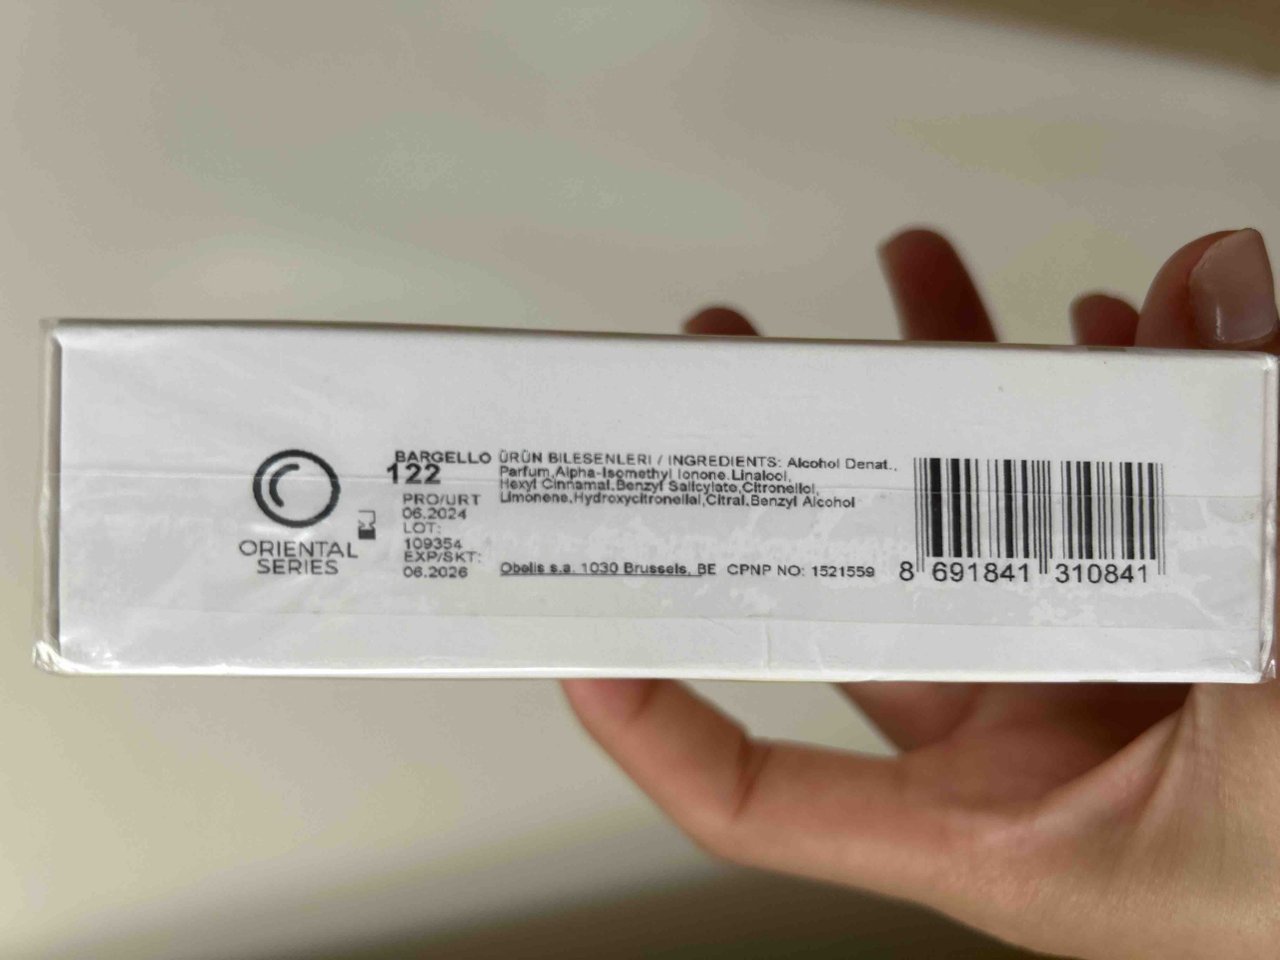 ORIENTAL
SERIES
BARGELLO
122
PRO/URT
06.2024
LOT:
109354
EXP/SKT:
06.2026
ÜRÜN BILESENLERI / INGREDIENTS: Alcohol Denat.,
Parfum,Alpha-Isomethyl Ionone,Linalool,
Hexyl Cinnamal,Benzyl Salicylate,Citronellol,
Limonene,Hydroxycitronellal,Citral,Benzyl Alcohol
Obelis s.a. 1030 Brussels, BE CPNP NO: 1521559
8 691841 310841